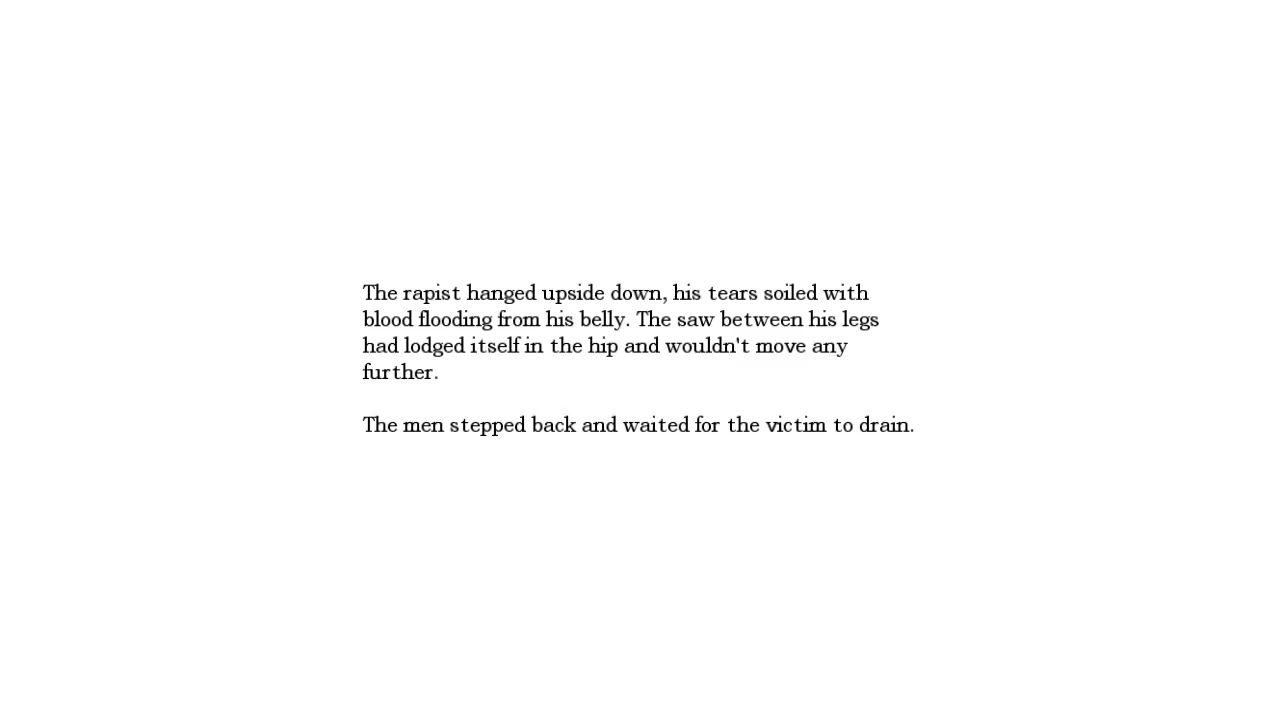 The rapist hanged upside down, his tears soiled with
blood flooding from his belly. The saw between his legs
had lodged itself in the hip and wouldn't move any
further.
The men stepped back and waited for the victim to drain.